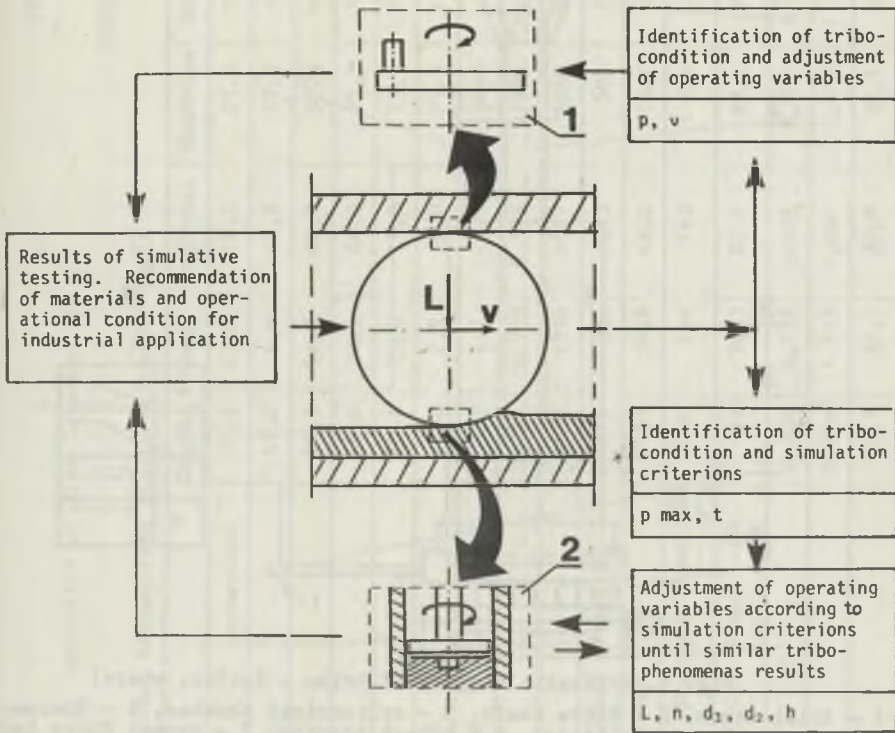 Identification of tribo-
condition and adjustment
of operating variables
p, v
1
Results of simulative
testing. Recommendation
of materials and oper-
ational condition for
industrial application
L
v
Identification of tribo-
condition and simulation
criterions
p max, t
2
Adjustment of operating
variables according to
simulation criterions
until similar tribo-
phenomenas results
L, n, d₁, d₂, h